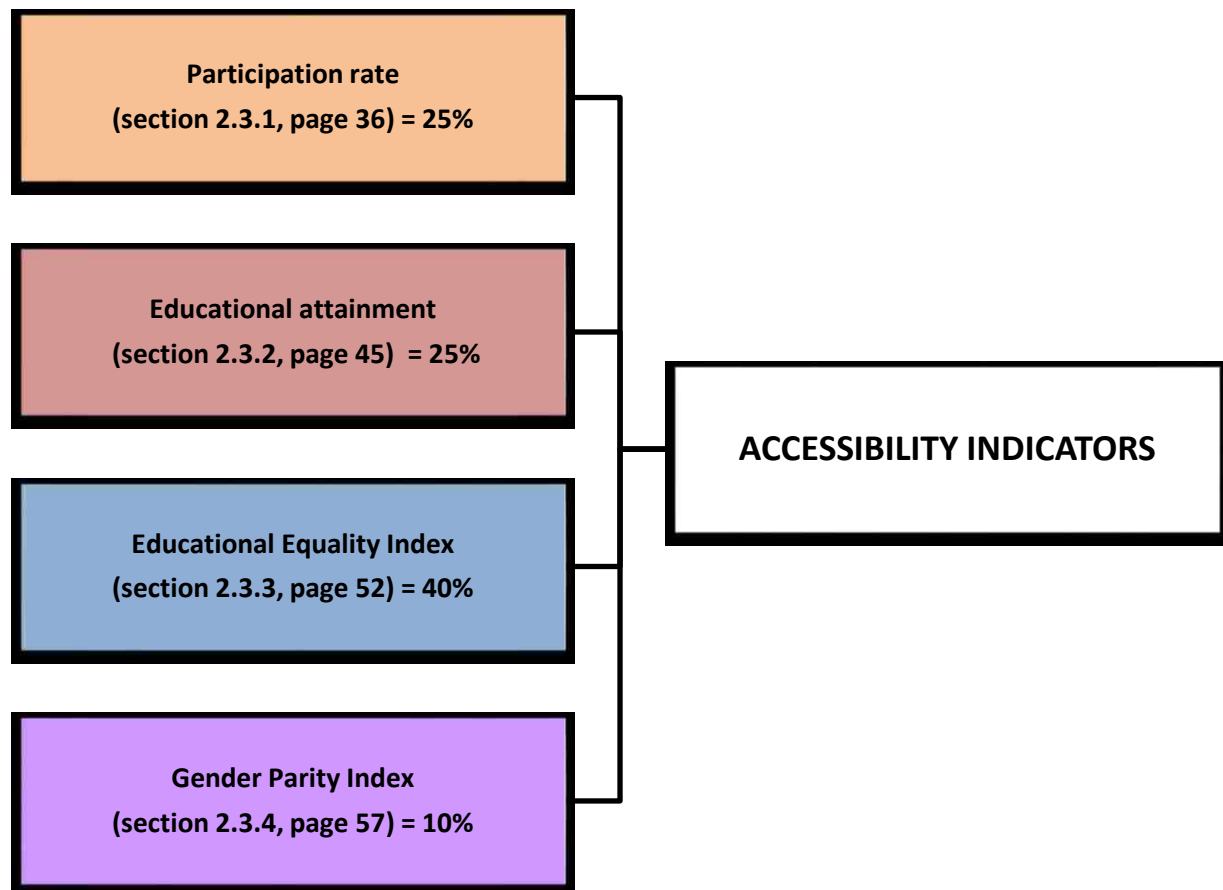 Participation rate
(section 2.3.1, page 36) = 25%
Educational attainment
(section 2.3.2, page 45)  = 25%
Educational Equality Index
(section 2.3.3, page 52) = 40%
Gender Parity Index
(section 2.3.4, page 57) = 10%
ACCESSIBILITY INDICATORS